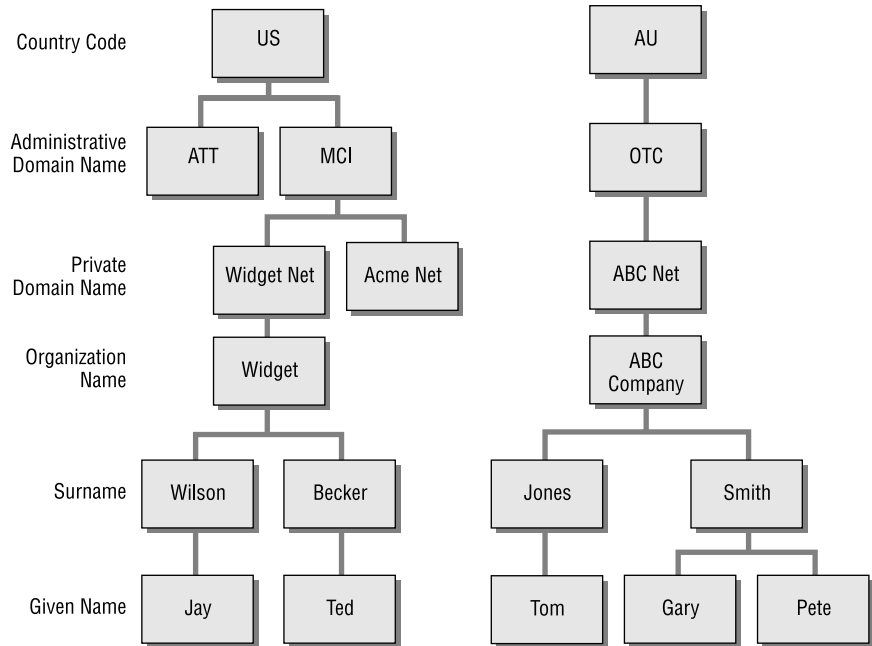 Country Code
US
AU
Administrative
Domain Name
ATT
MCI
OTC
Private
Domain Name
Widget Net
Acme Net
ABC Net
Organization
Name
Widget
ABC
Company
Surname
Wilson
Becker
Jones
Smith
Given Name
Jay
Ted
Tom
Gary
Pete